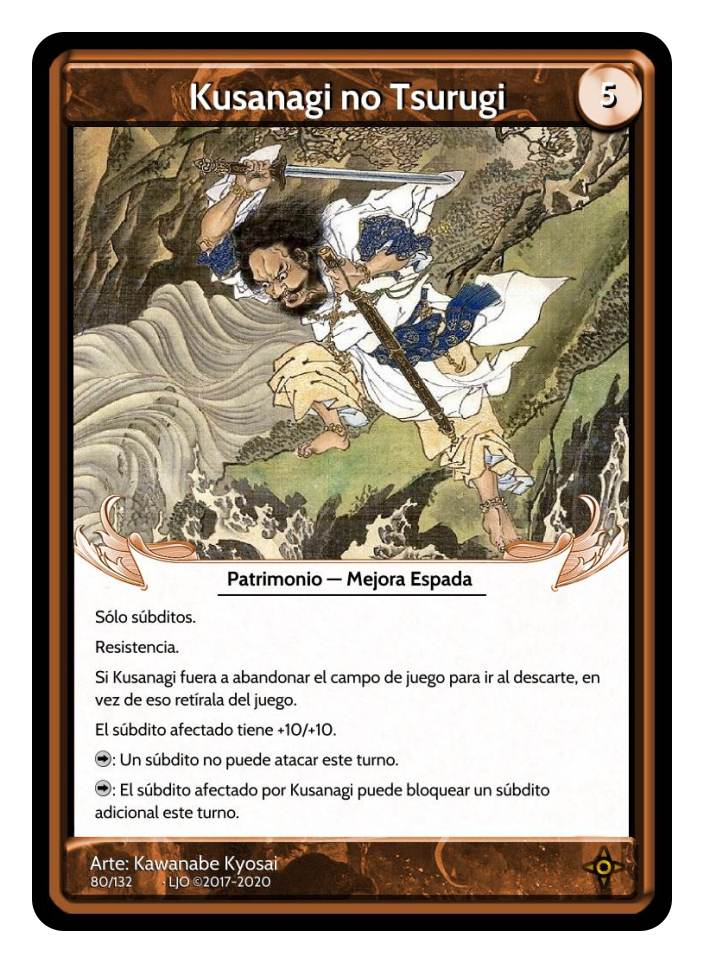 Kusanagi no Tsurugi
5
Patrimonio — Mejora Espada
Sólo súbditos.
Resistencia.
Si Kusanagi fuera a abandonar el campo de juego para ir al descarte, en
vez de eso retírala del juego.
El súbdito afectado tiene +10/+10.
➡: Un súbdito no puede atacar este turno.
➡: El súbdito afectado por Kusanagi puede bloquear un súbdito
adicional este turno.
Arte: Kawanabe Kyosai
80/132 · LJO ©2017-2020